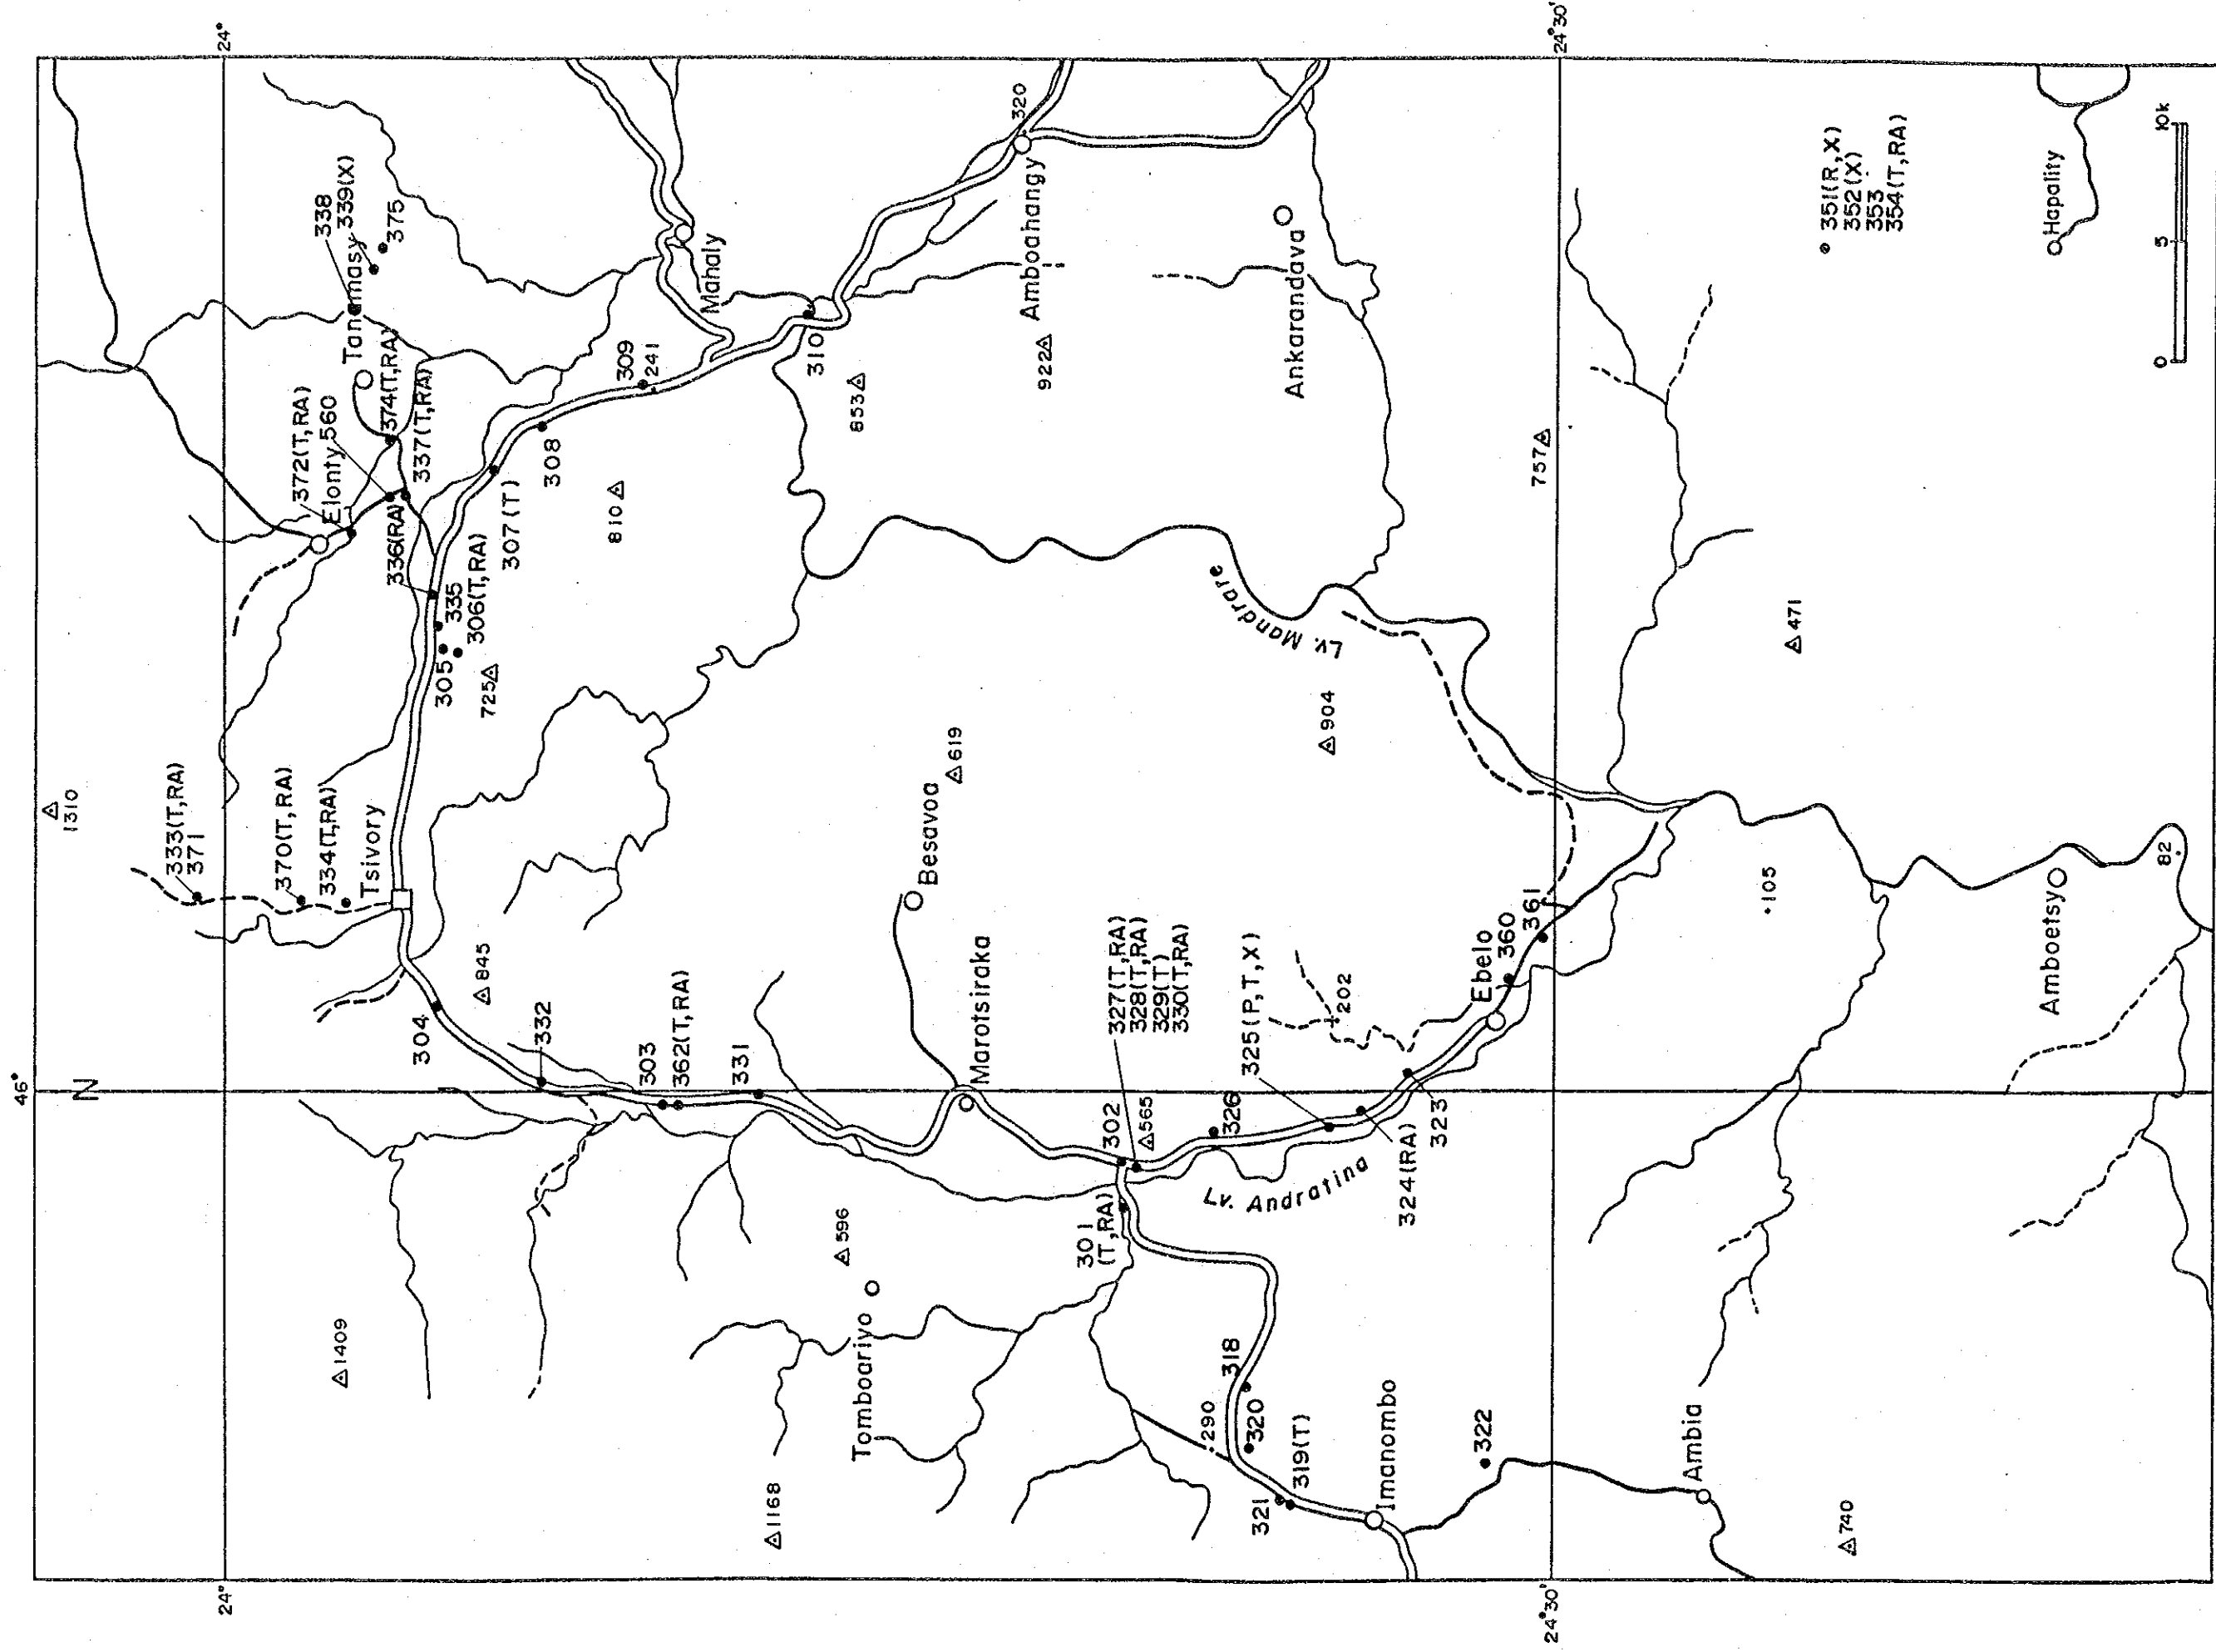 46°
N
24°
24°
24°30'
24°30'
1310
333(T,RA)
371
370(T,RA)
334(T,RA)
Tsivory
372(T,RA)
Elonty
560
336(RA)
374(T,RA)
337(T,RA)
338
339(X)
Tanamasy
375
305
335
306(T,RA)
725
307(T)
308
309
241
810
Mahaly
310
853
320
Amboahangy
922
Ankarandava
757
1409
304
845
332
303
362(T,RA)
331
619
Besavoa
Marotsiraka
596
Tomboariyo
1168
302
327(T,RA)
328(T,RA)
329(T)
330(T,RA)
565
301
(T,RA)
326
325(P,T,X)
Lv. Andratina
Lv. Mandrare
904
202
324(RA)
323
318
320
290
321
319(T)
Imanombo
322
Ebelo
360
361
Ambia
740
105
471
351(R,X)
352(X)
353
354(T,RA)
Amboetsy
82
Hapality
0
5
10k